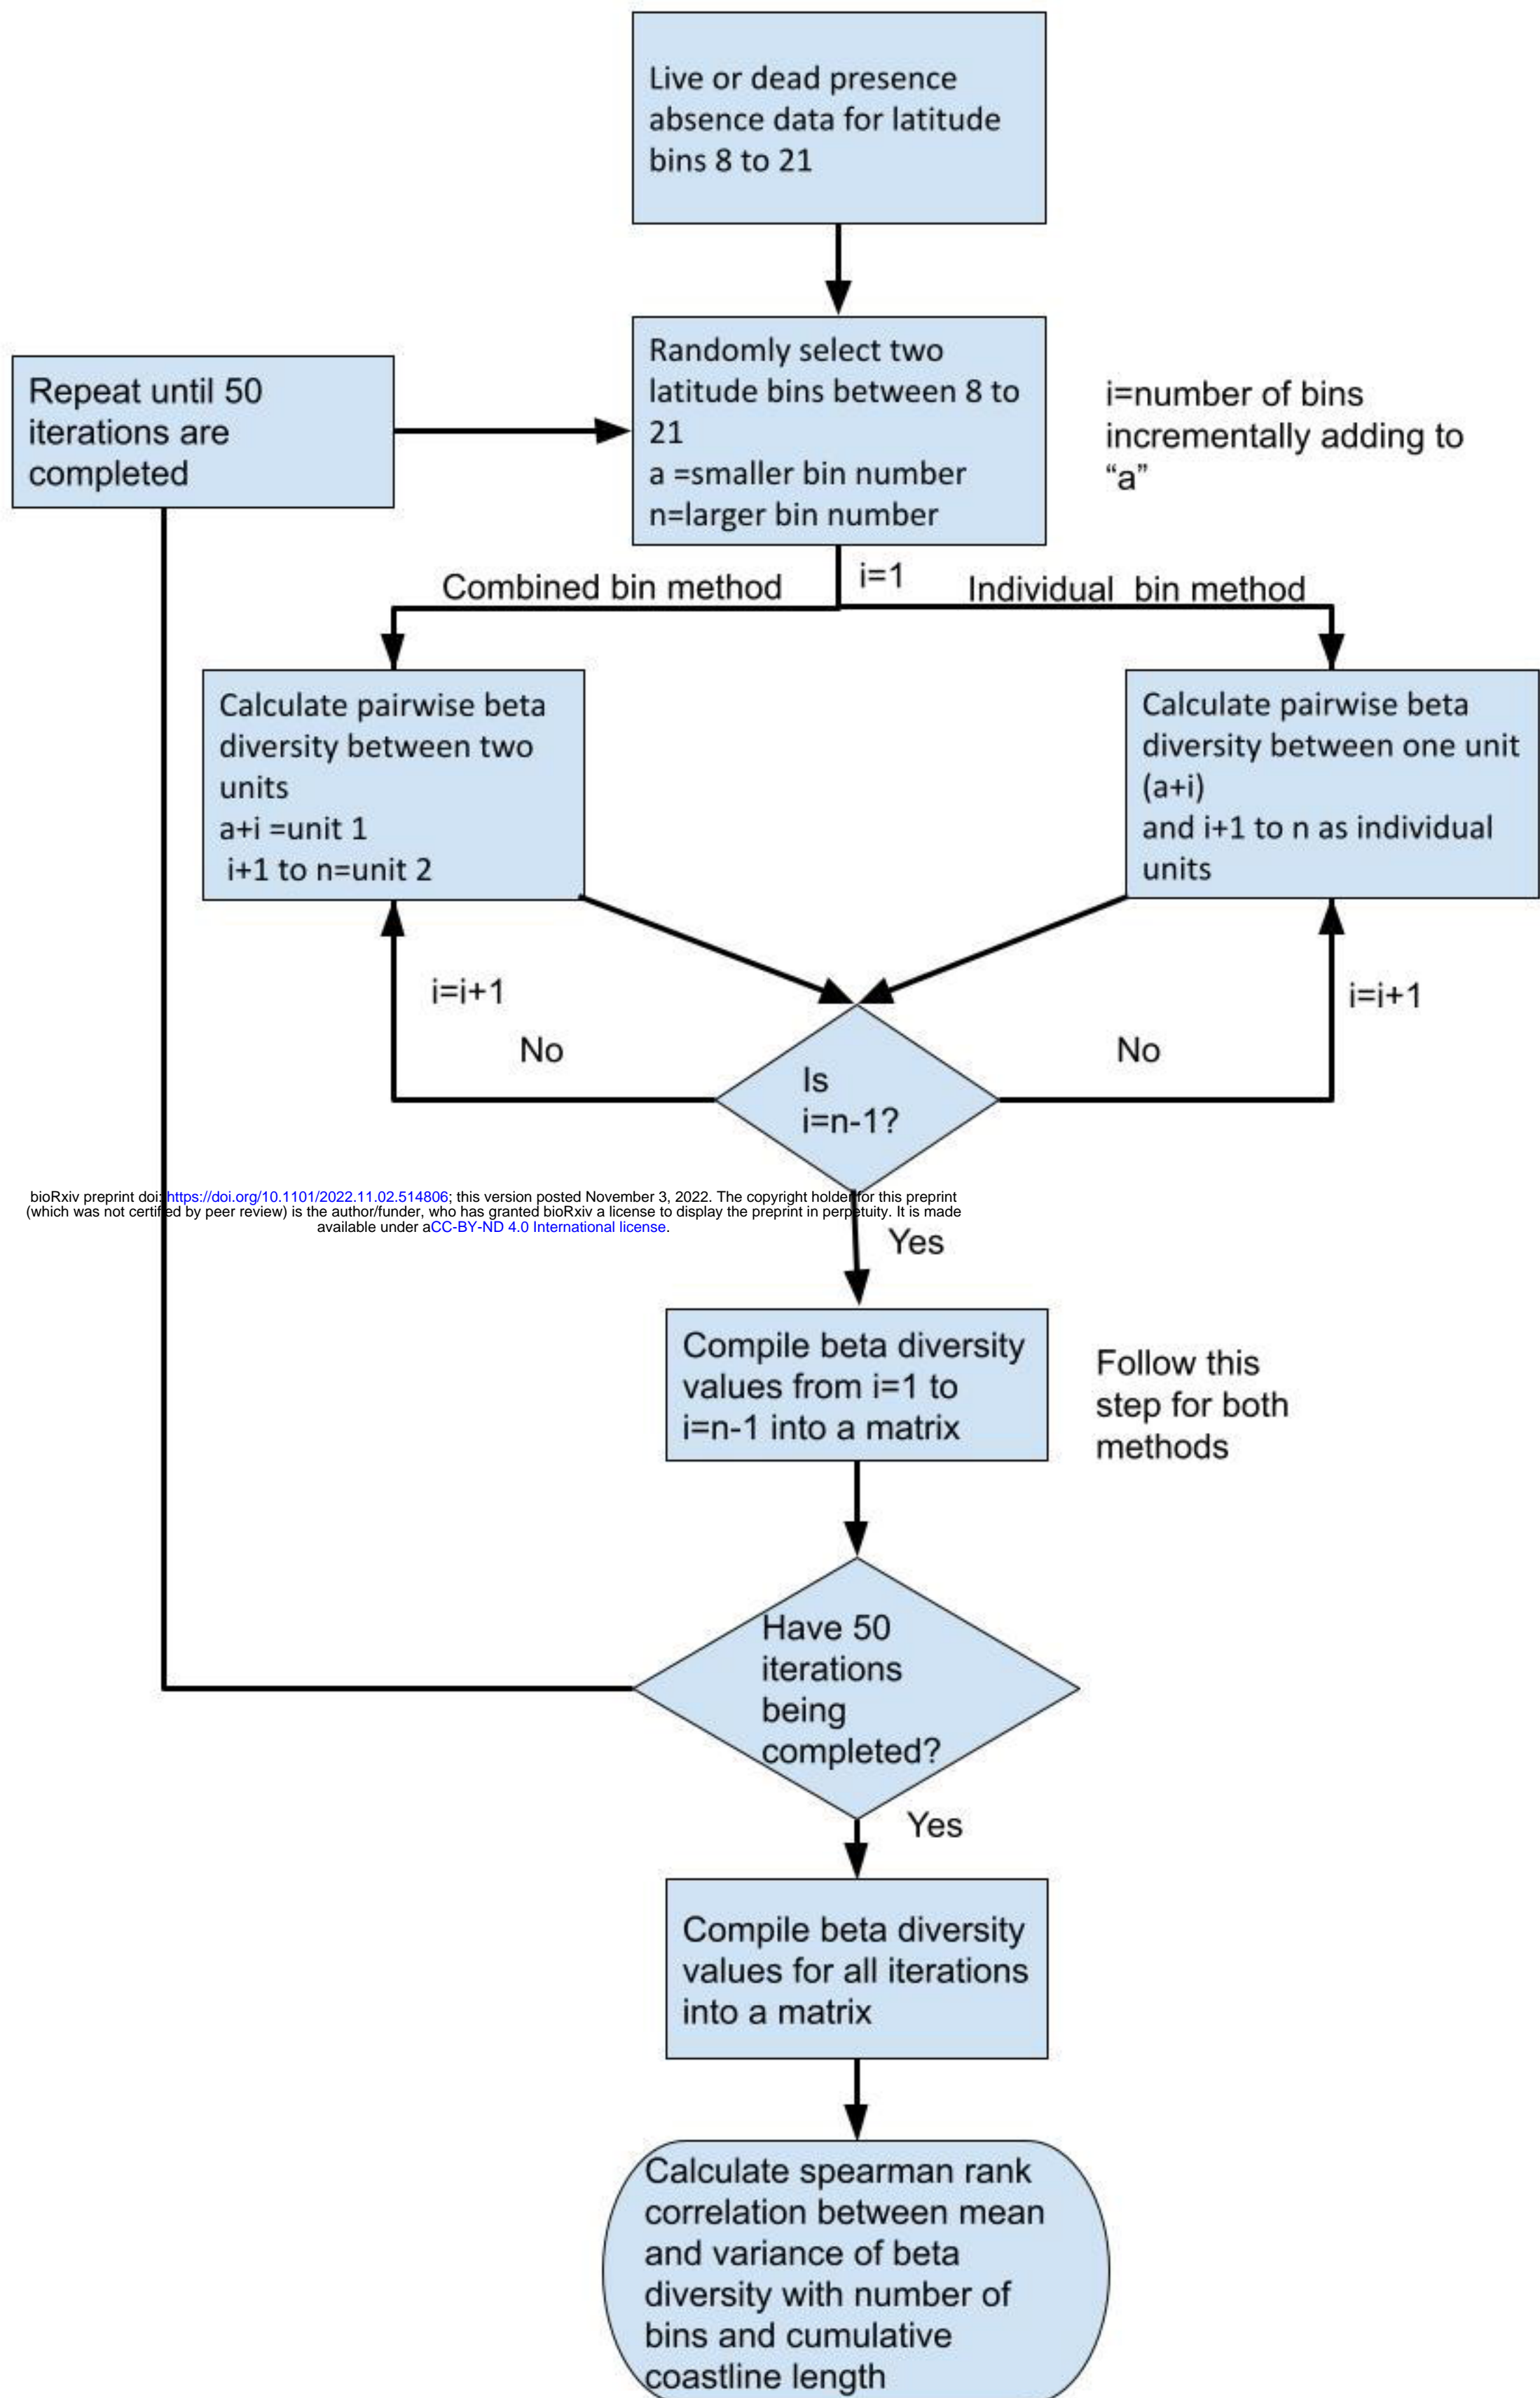 Live or dead presence
absence data for latitude
bins 8 to 21
Repeat until 50
iterations are
completed
Randomly select two
latitude bins between 8 to
21
a =smaller bin number
n=larger bin number
i=number of bins
incrementally adding to
“a”
i=1
Combined bin method
Individual bin method
Calculate pairwise beta
diversity between two
units
a+i =unit 1
i+1 to n=unit 2
Calculate pairwise beta
diversity between one unit
(a+i)
and i+1 to n as individual
units
i=i+1
No
i=i+1
No
Is
i=n-1?
bioRxiv preprint doi: https://doi.org/10.1101/2022.11.02.514806; this version posted November 3, 2022. The copyright holder for this preprint
(which was not certified by peer review) is the author/funder, who has granted bioRxiv a license to display the preprint in perpetuity. It is made
available under aCC-BY-ND 4.0 International license.
Yes
Compile beta diversity
values from i=1 to
i=n-1 into a matrix
Follow this
step for both
methods
Have 50
iterations
being
completed?
Yes
Compile beta diversity
values for all iterations
into a matrix
Calculate spearman rank
correlation between mean
and variance of beta
diversity with number of
bins and cumulative
coastline length